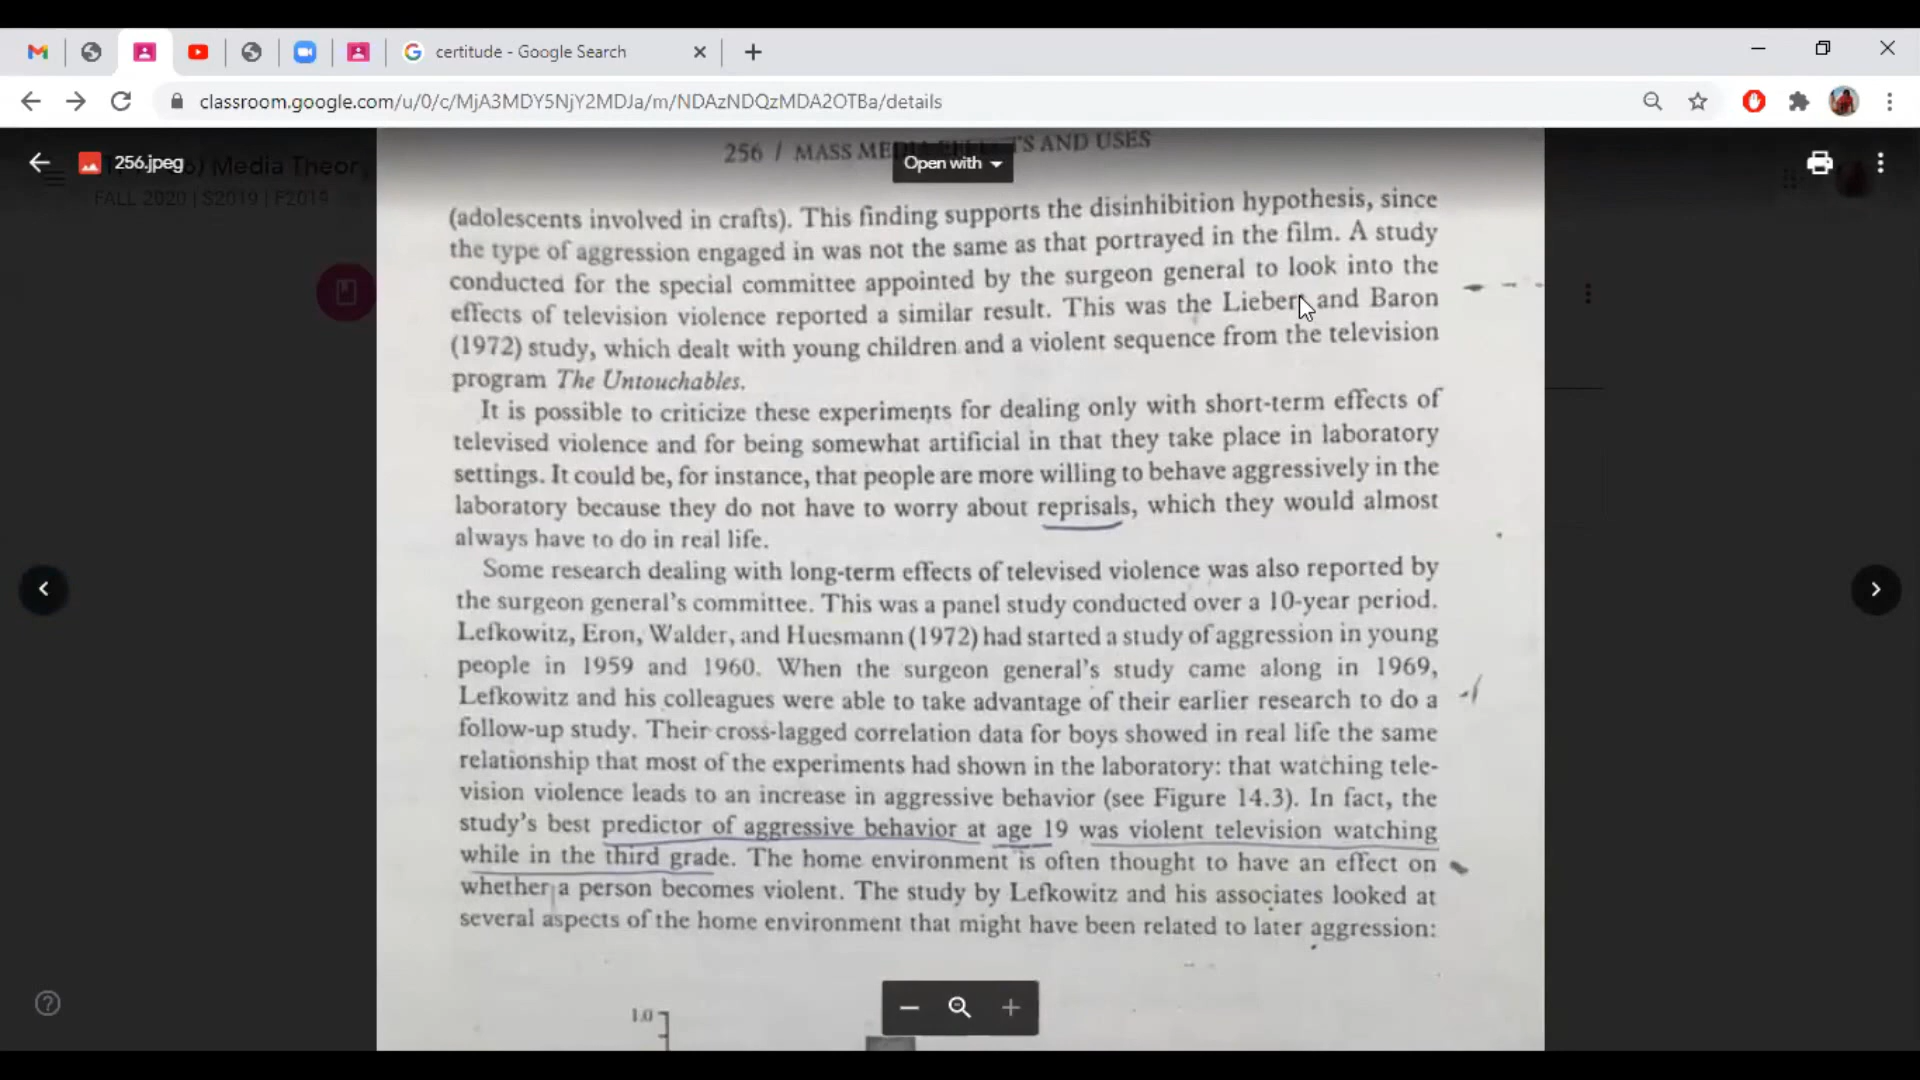 certitude - Google Search
classroom.google.com/u/0/c/MjA3MDY5NjY2MDJa/m/NDAzNDQzMDA2OTBa/details
256.jpeg
Media Theor
FALL 2020 | S2019 | F2019
Open with
256 / MASS MEDIA EFFECTS AND USES
(adolescents involved in crafts). This finding supports the disinhibition hypothesis, since
the type of aggression engaged in was not the same as that portrayed in the film. A study
conducted for the special committee appointed by the surgeon general to look into the
effects of television violence reported a similar result. This was the Liebert and Baron
(1972) study, which dealt with young children and a violent sequence from the television
program The Untouchables.
It is possible to criticize these experiments for dealing only with short-term effects of
televised violence and for being somewhat artificial in that they take place in laboratory
settings. It could be, for instance, that people are more willing to behave aggressively in the
laboratory because they do not have to worry about reprisals, which they would almost
always have to do in real life.
Some research dealing with long-term effects of televised violence was also reported by
the surgeon general's committee. This was a panel study conducted over a 10-year period.
Lefkowitz, Eron, Walder, and Huesmann (1972) had started a study of aggression in young
people in 1959 and 1960. When the surgeon general's study came along in 1969,
Lefkowitz and his colleagues were able to take advantage of their earlier research to do a
follow-up study. Their cross-lagged correlation data for boys showed in real life the same
relationship that most of the experiments had shown in the laboratory: that watching tele-
vision violence leads to an increase in aggressive behavior (see Figure 14.3). In fact, the
study's best predictor of aggressive behavior at age 19 was violent television watching
while in the third grade. The home environment is often thought to have an effect on
whether a person becomes violent. The study by Lefkowitz and his associates looked at
several aspects of the home environment that might have been related to later aggression:
1.0